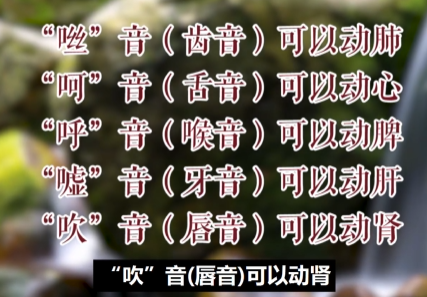 “咝”音（齿音）可以动肺
“呵”音（舌音）可以动心
“呼”音（喉音）可以动脾
“嘘”音（牙音）可以动肝
“吹”音（唇音）可以动肾
“吹”音(唇音)可以动肾